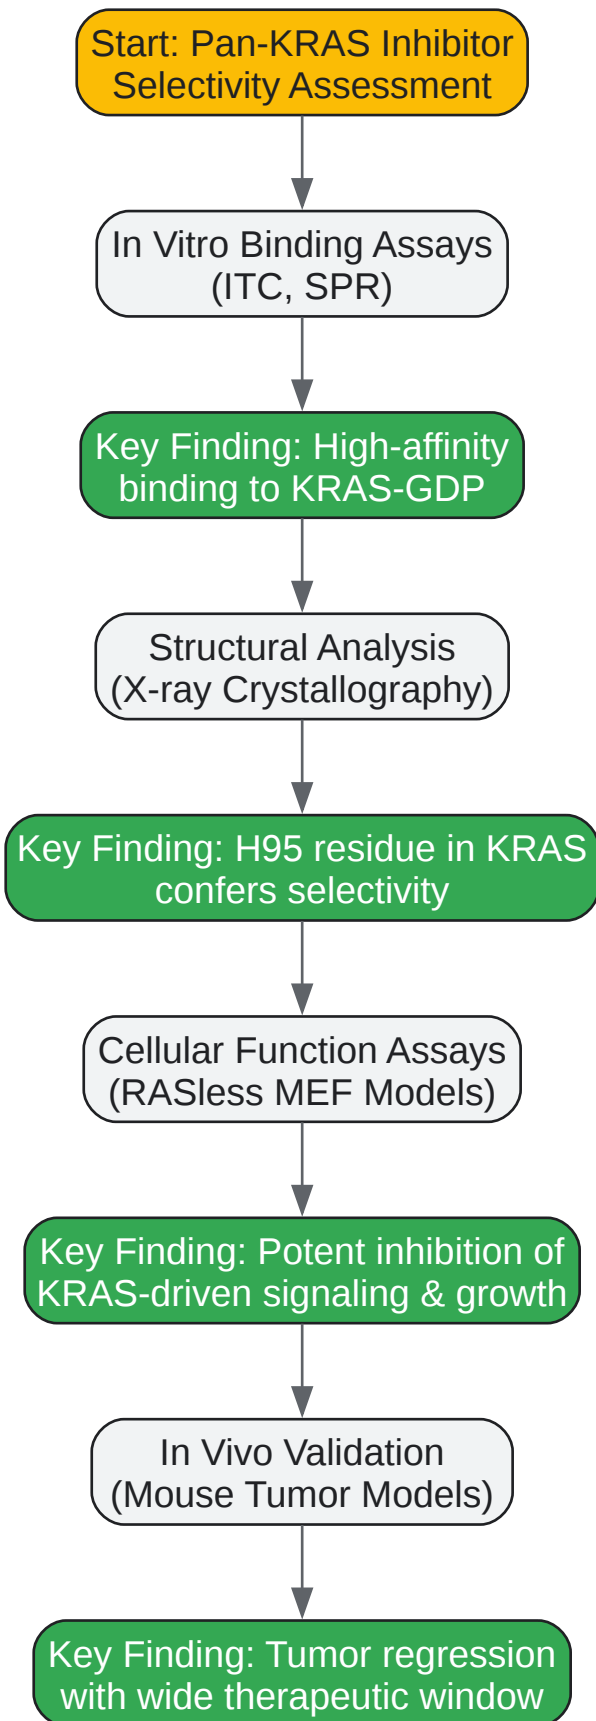 Start: Pan-KRAS Inhibitor
Selectivity Assessment
In Vitro Binding Assays
(ITC, SPR)
Key Finding: High-affinity
binding to KRAS-GDP
Structural Analysis
(X-ray Crystallography)
Key Finding: H95 residue in KRAS
confers selectivity
Cellular Function Assays
(RASless MEF Models)
Key Finding: Potent inhibition of
KRAS-driven signaling & growth
In Vivo Validation
(Mouse Tumor Models)
Key Finding: Tumor regression
with wide therapeutic window